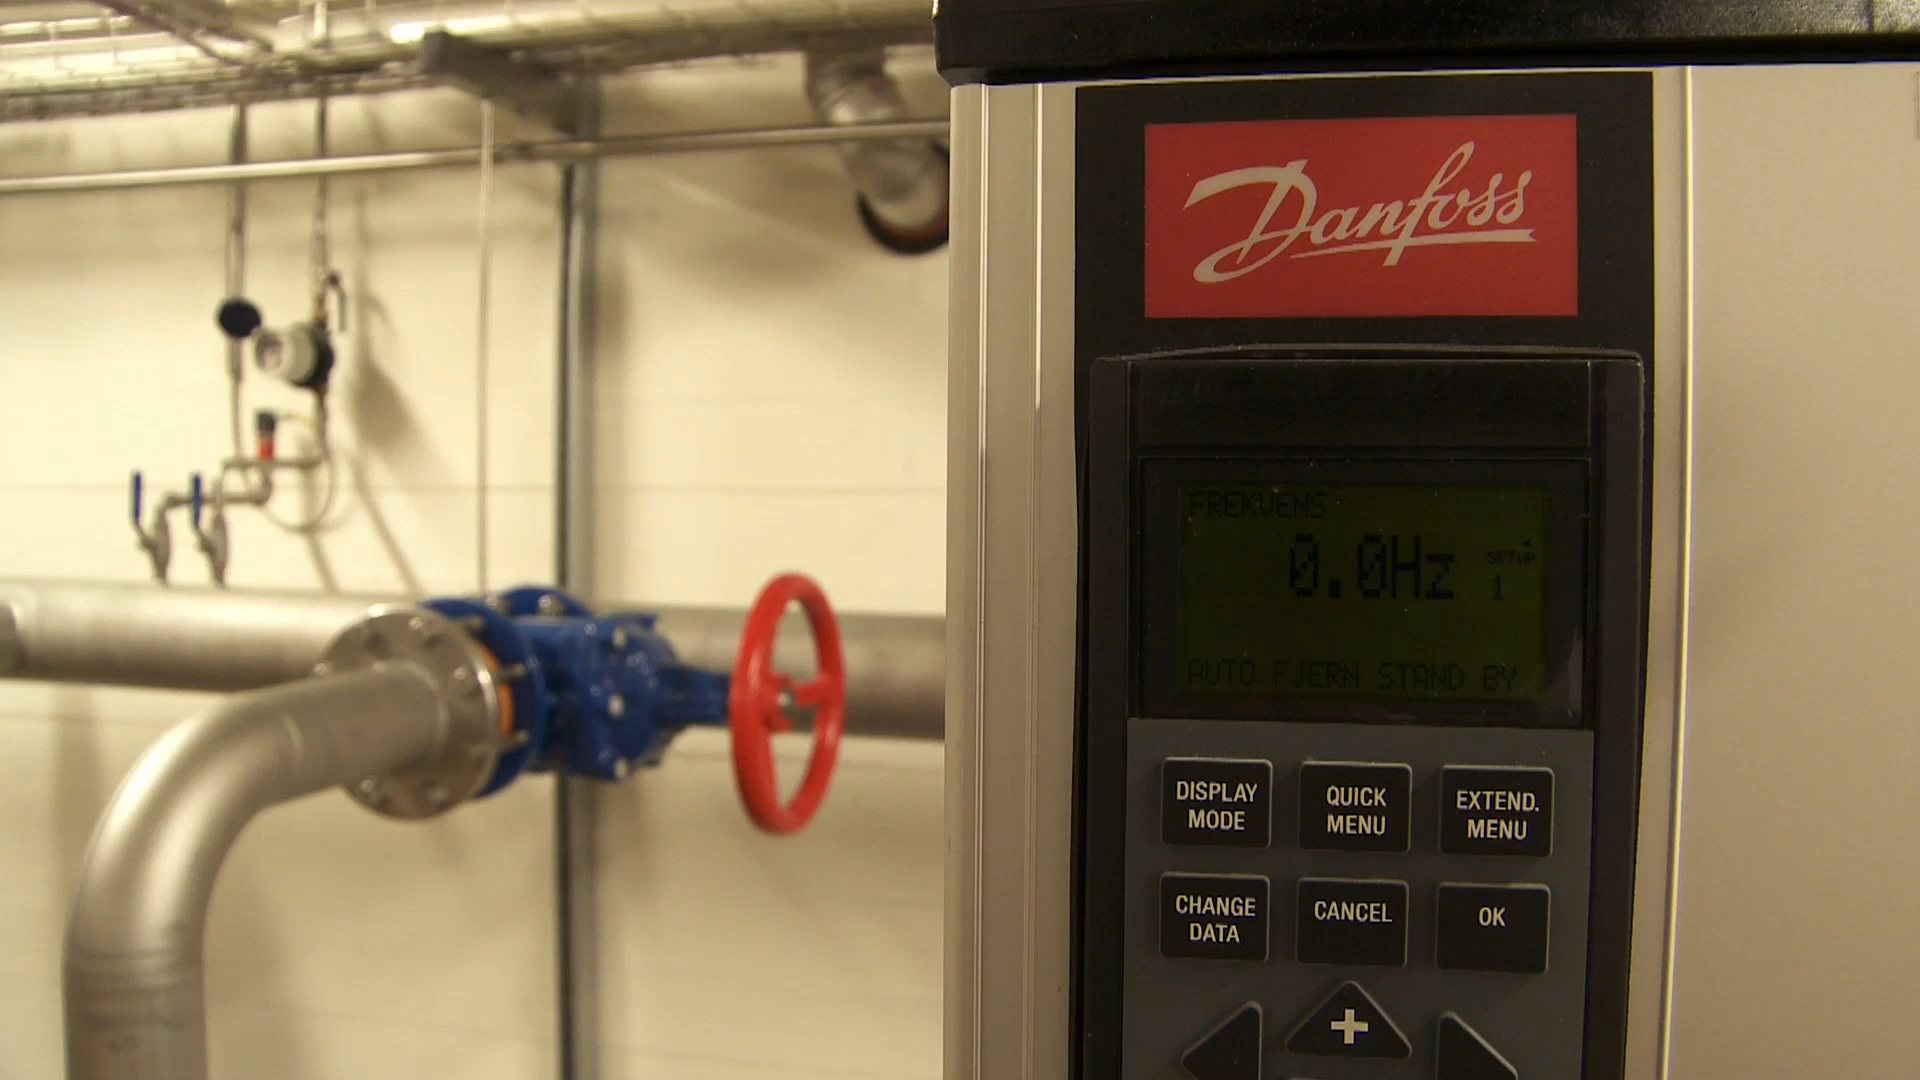 Danfoss
FREKVENS
0.0Hz
SETUP
1
AUTO FJERN STAND BY
DISPLAY MODE
QUICK MENU
EXTEND. MENU
CHANGE DATA
CANCEL
OK
+